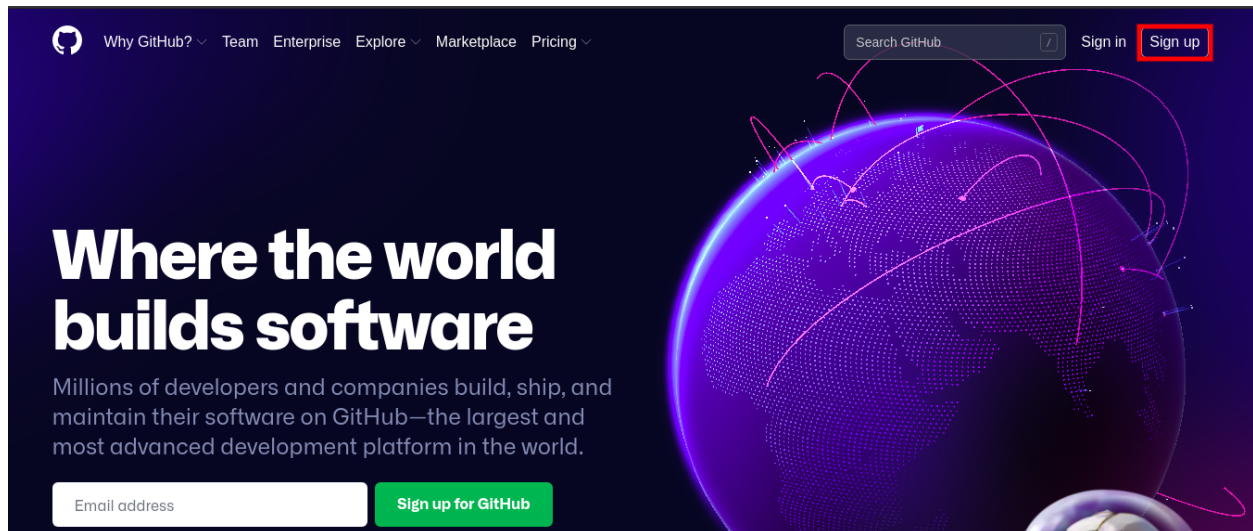 Why GitHub? Team Enterprise Explore Marketplace Pricing Search GitHub / Sign in Sign up
Where the world
builds software
Millions of developers and companies build, ship, and
maintain their software on GitHub—the largest and
most advanced development platform in the world.
Email address Sign up for GitHub